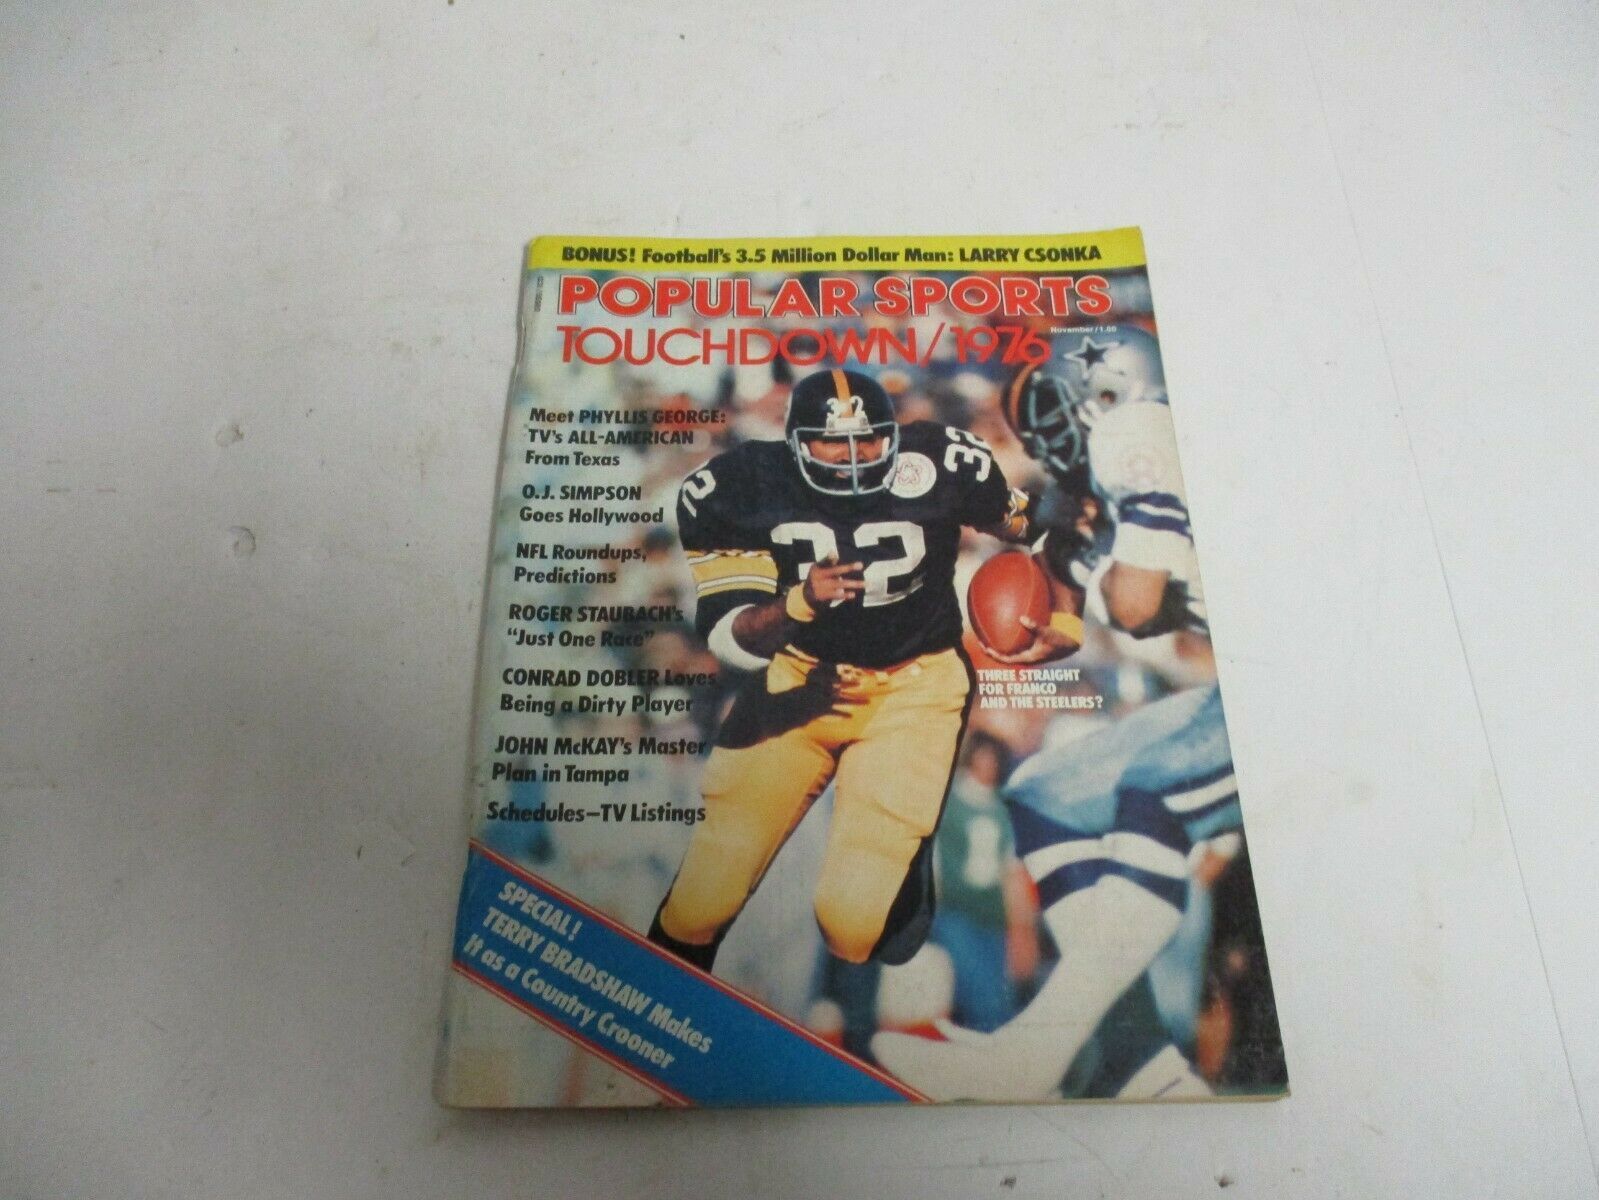 BONUS! Football's 3.5 Million Dollar Man: LARRY CSONKA
POPULAR SPORTS
TOUCHDOWN/1976
November/1.00
Meet PHYLLIS GEORGE:
TV's ALL-AMERICAN
From Texas
O.J. SIMPSON
Goes Hollywood
NFL Roundups,
Predictions
ROGER STAUBACH's
"Just One Race"
CONRAD DOBLER Loves
Being a Dirty Player
JOHN McKAY's Master
Plan in Tampa
Schedules—TV Listings
32
32
32
32
THREE STRAIGHT
FOR FRANCO
AND THE STEELERS?
SPECIAL!
TERRY BRADSHAW Makes
It as a Country Crooner